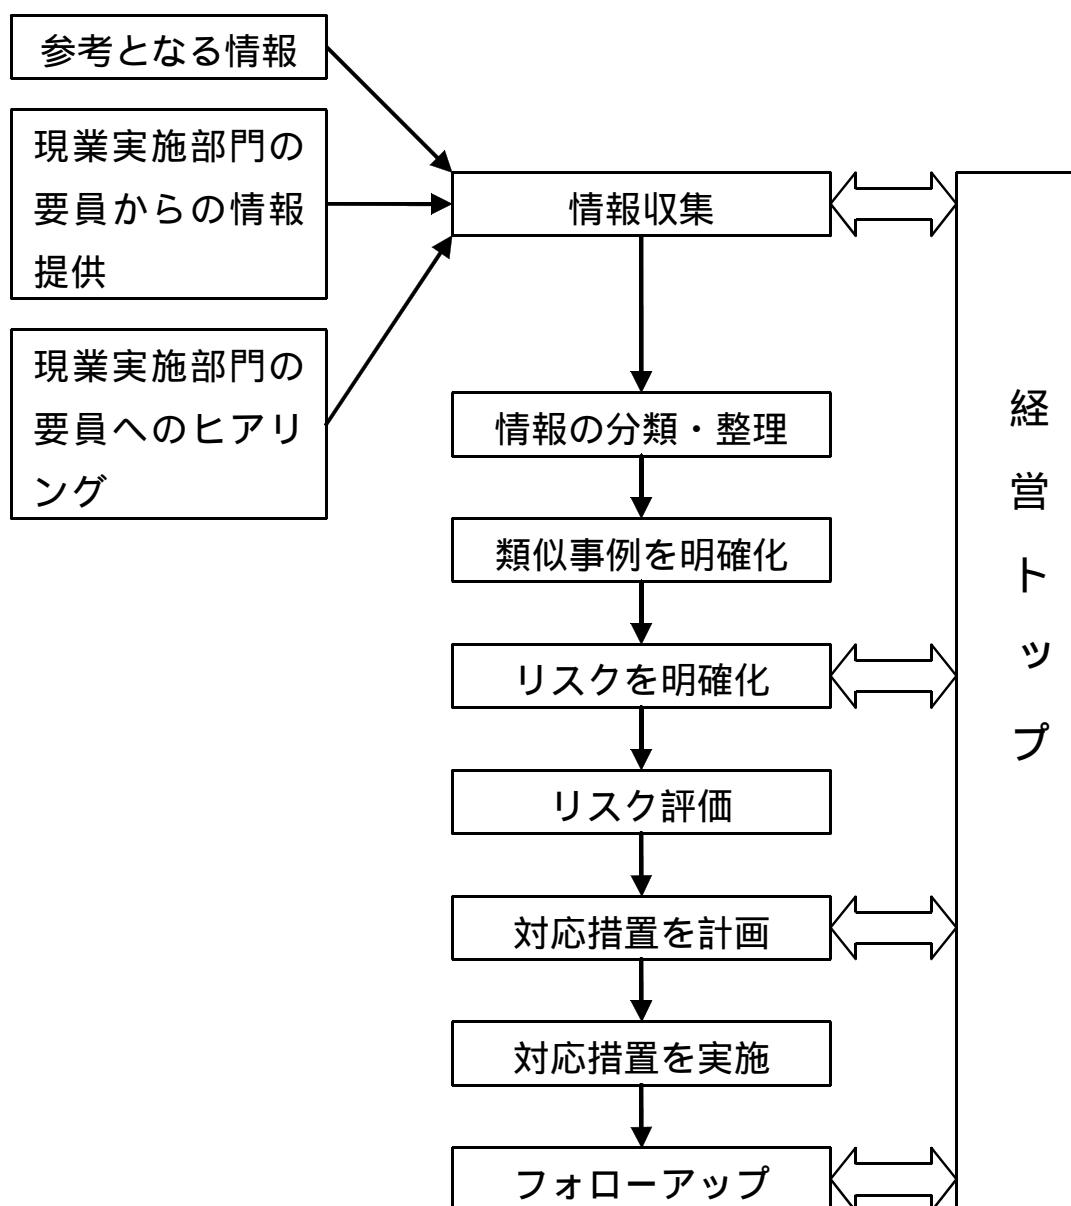 参考となる情報
現業実施部門の
要員からの情報
提供
現業実施部門の
要員へのヒアリ
ング
情報収集
情報の分類・整理
類似事例を明確化
リスクを明確化
リスク評価
対応措置を計画
対応措置を実施
フォローアップ
経営トップ